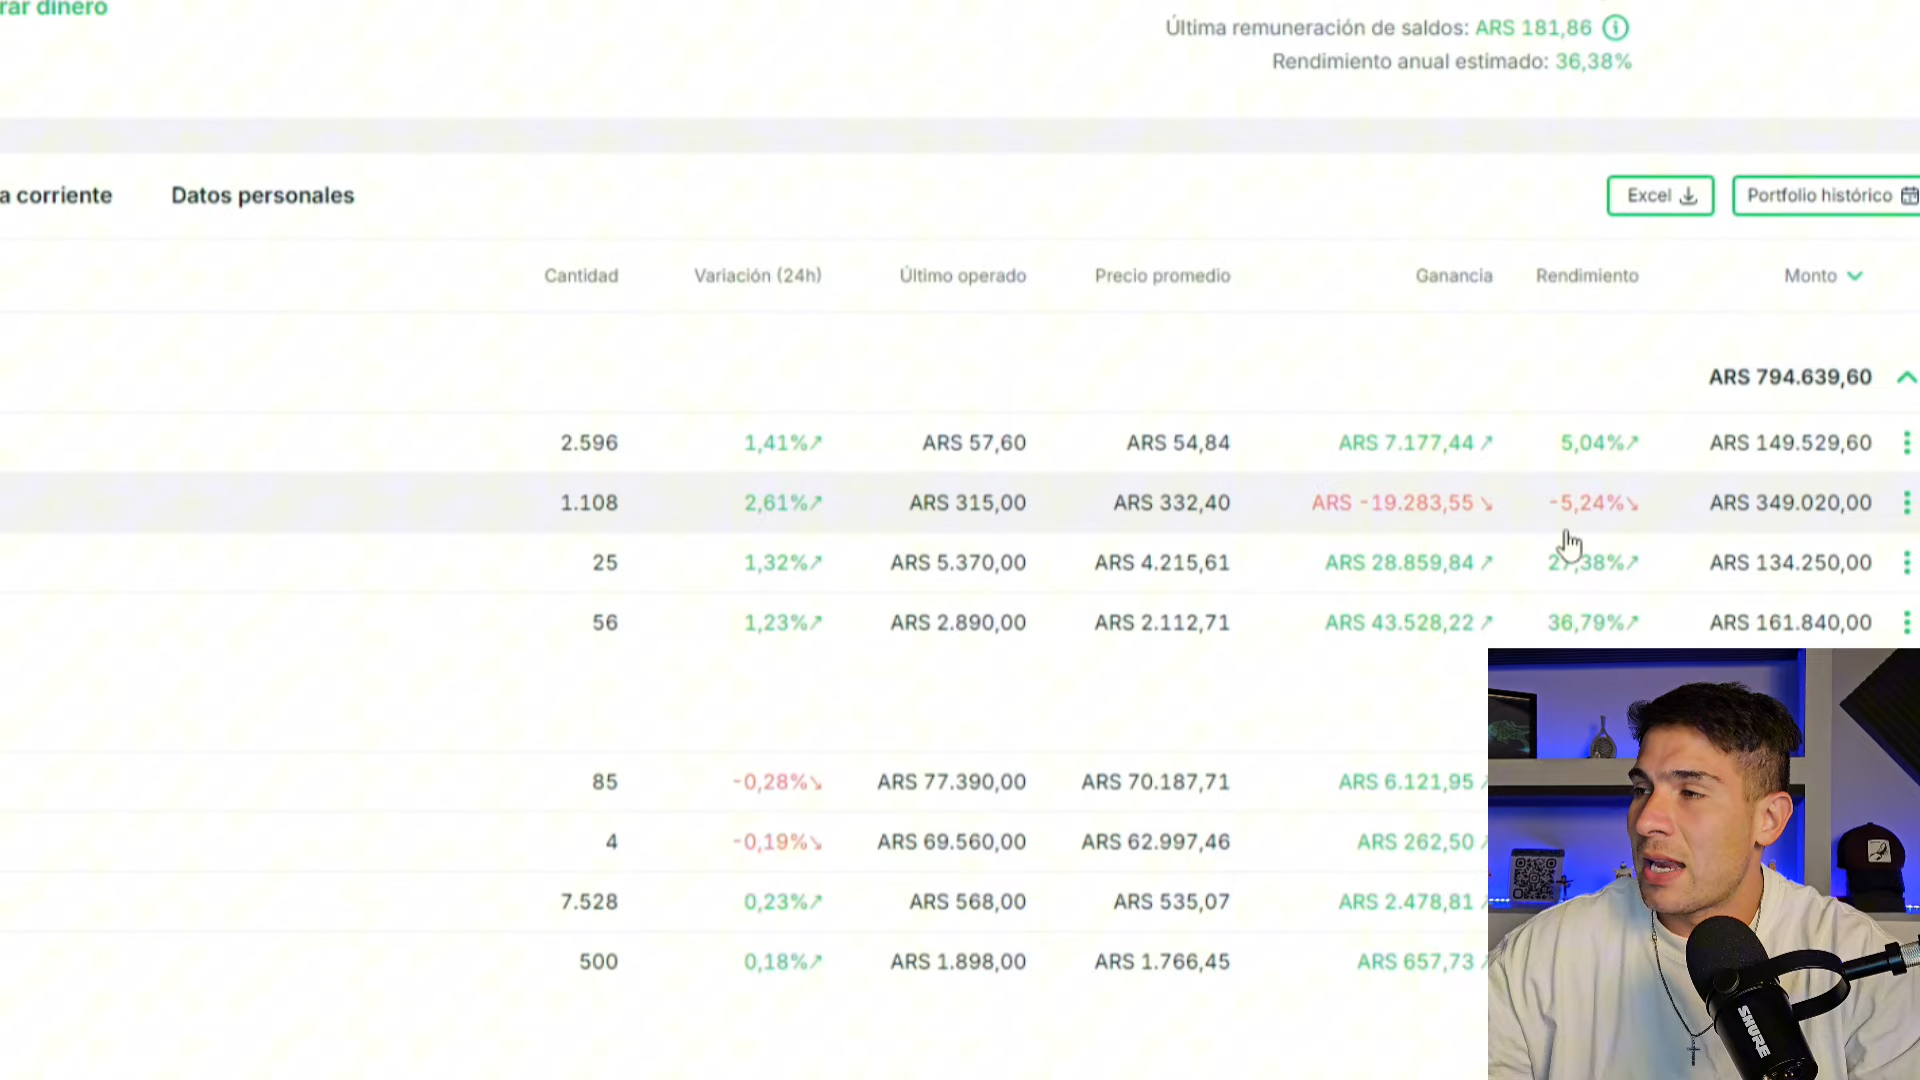 rar dinero
Última remuneración de saldos: ARS 181,86
Rendimiento anual estimado: 36,38%
a corriente Datos personales Excel Portfolio histórico
Cantidad Variación (24h) Último operado Precio promedio Ganancia Rendimiento Monto
ARS 794.639,60
2.596 1,41% ARS 57,60 ARS 54,84 ARS 7.177,44 5,04% ARS 149.529,60
1.108 2,61% ARS 315,00 ARS 332,40 ARS -19.283,55 -5,24% ARS 349.020,00
25 1,32% ARS 5.370,00 ARS 4.215,61 ARS 28.859,84 27,38% ARS 134.250,00
56 1,23% ARS 2.890,00 ARS 2.112,71 ARS 43.528,22 36,79% ARS 161.840,00
85 -0,28% ARS 77.390,00 ARS 70.187,71 ARS 6.121,95
4 -0,19% ARS 69.560,00 ARS 62.997,46 ARS 262,50
7.528 0,23% ARS 568,00 ARS 535,07 ARS 2.478,81
500 0,18% ARS 1.898,00 ARS 1.766,45 ARS 657,73
SHURE